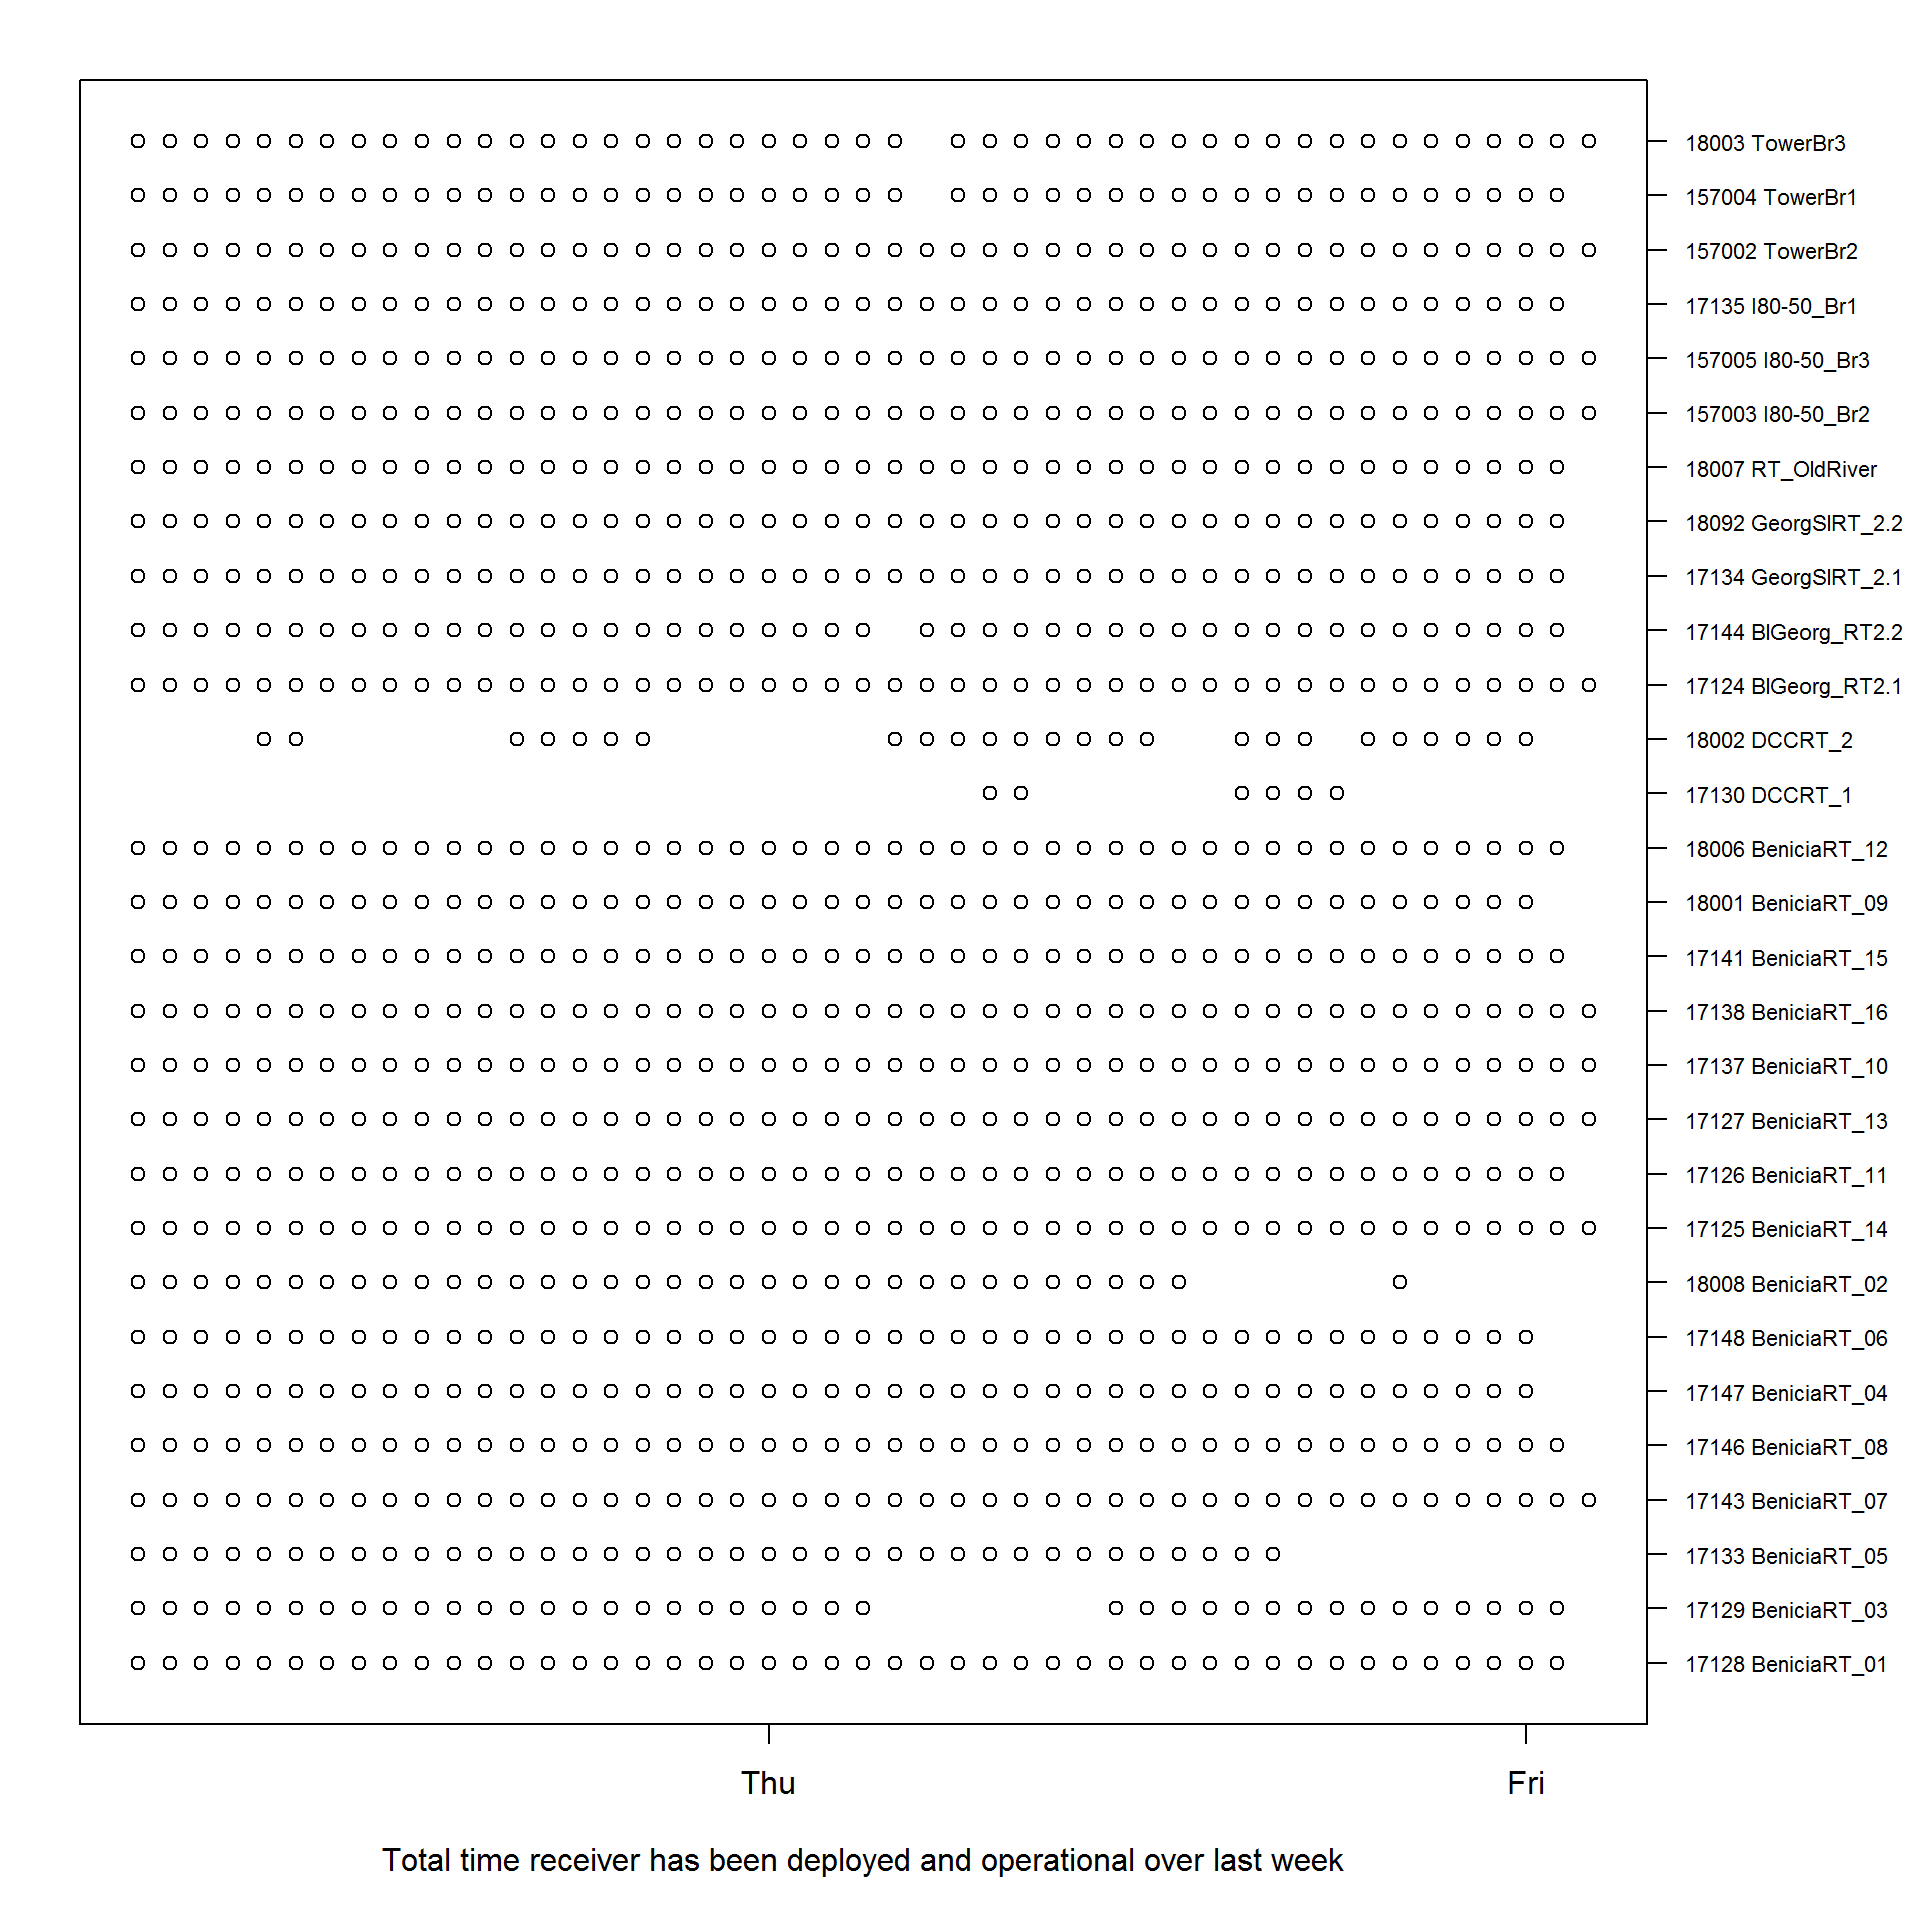 18003 TowerBr3
157004 TowerBr1
157002 TowerBr2
17135 I80-50_Br1
157005 I80-50_Br3
157003 I80-50_Br2
18007 RT_OldRiver
18092 GeorgSlRT_2.2
17134 GeorgSlRT_2.1
17144 BlGeorg_RT2.2
17124 BlGeorg_RT2.1
18002 DCCRT_2
17130 DCCRT_1
18006 BeniciaRT_12
18001 BeniciaRT_09
17141 BeniciaRT_15
17138 BeniciaRT_16
17137 BeniciaRT_10
17127 BeniciaRT_13
17126 BeniciaRT_11
17125 BeniciaRT_14
18008 BeniciaRT_02
17148 BeniciaRT_06
17147 BeniciaRT_04
17146 BeniciaRT_08
17143 BeniciaRT_07
17133 BeniciaRT_05
17129 BeniciaRT_03
17128 BeniciaRT_01
Thu Fri
Total time receiver has been deployed and operational over last week